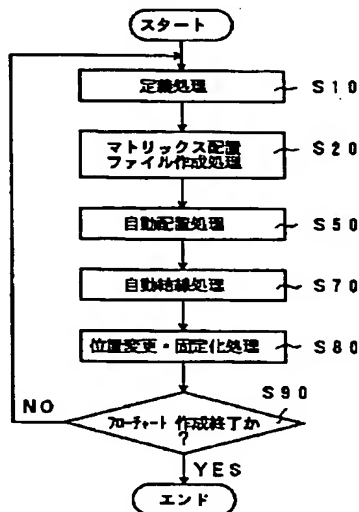 スタート
定義処理
S10
マトリックス配置
ファイル作成処理
S20
自動配置処理
S50
自動結線処理
S70
位置変更・固定化処理
S80
S90
フローチャート 作成終了か
?
NO
YES
エンド